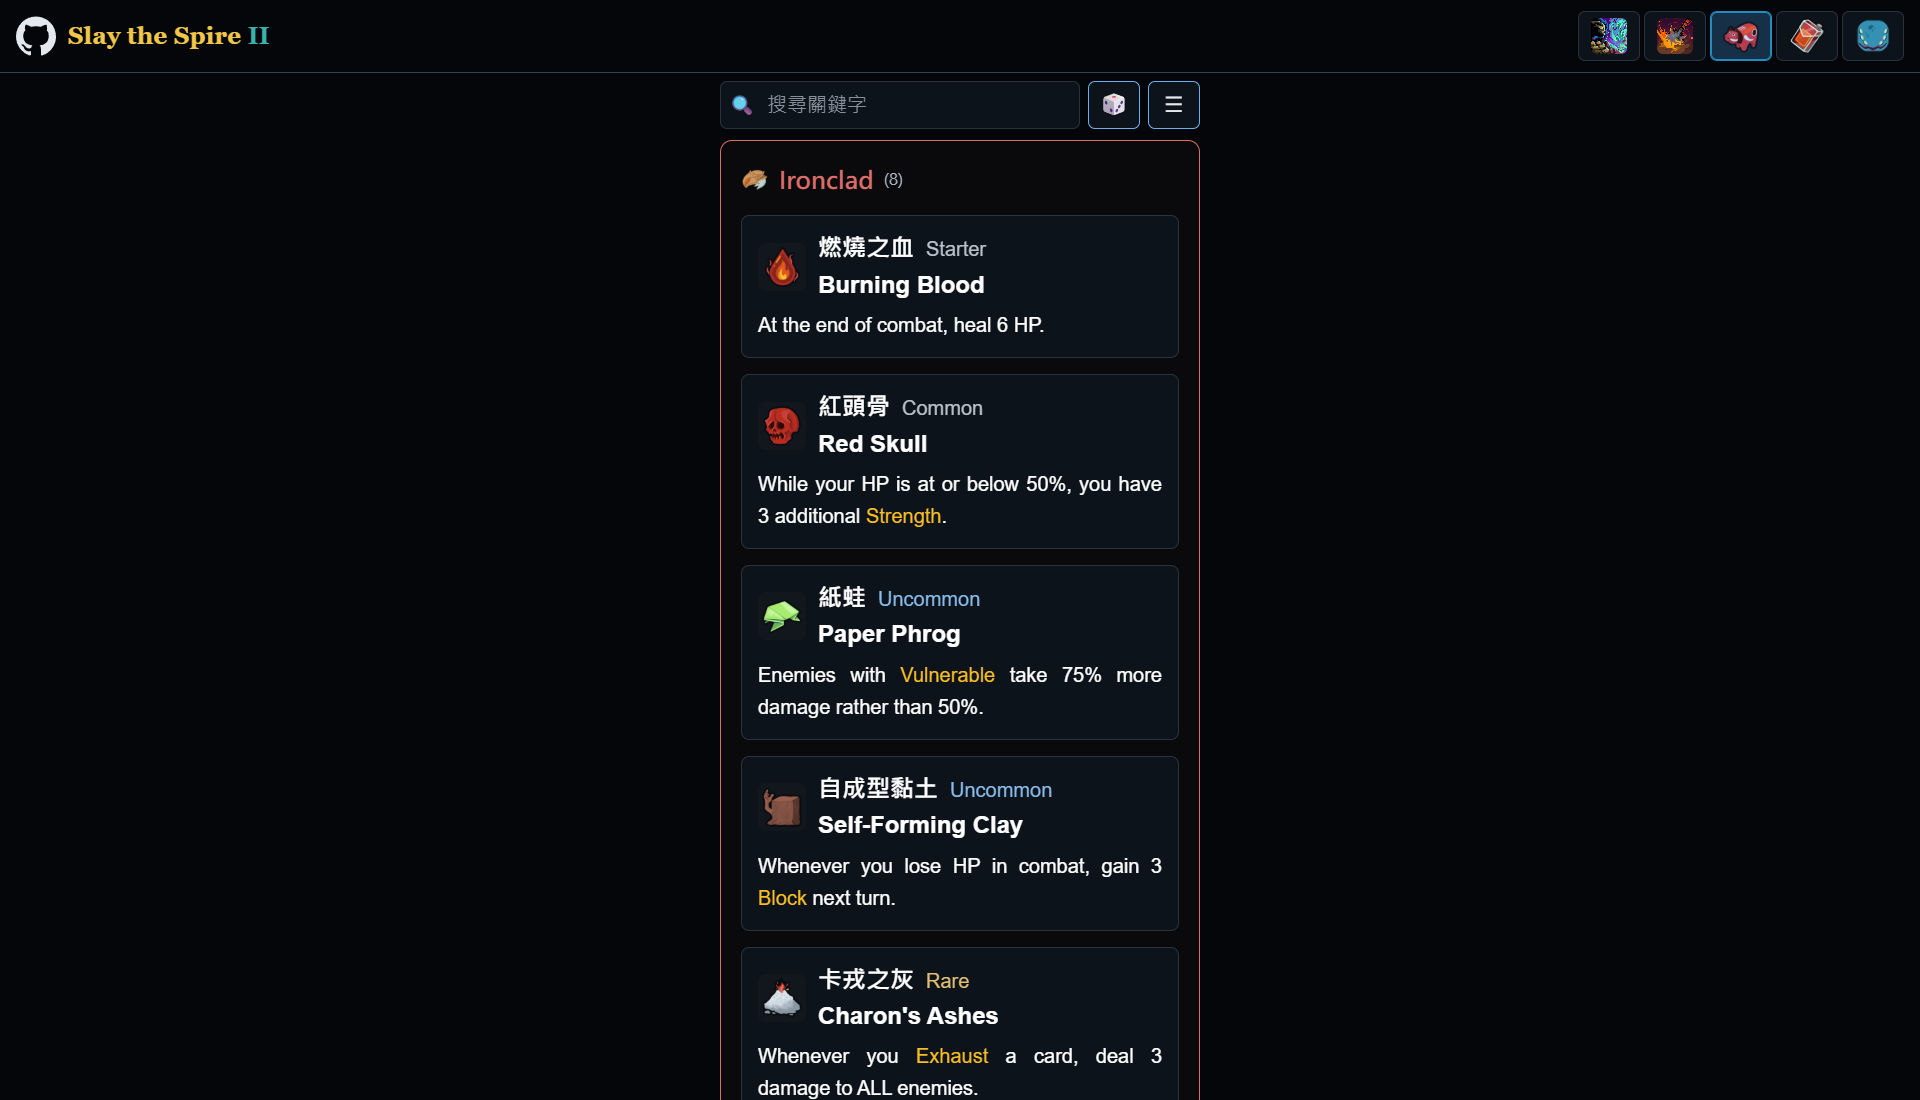 Slay the Spire II
搜尋關鍵字
Ironclad (8)
燃燒之血 Starter
Burning Blood
At the end of combat, heal 6 HP.
紅頭骨 Common
Red Skull
While your HP is at or below 50%, you have
3 additional Strength.
紙蛙 Uncommon
Paper Phrog
Enemies with Vulnerable take 75% more
damage rather than 50%.
自成型黏土 Uncommon
Self-Forming Clay
Whenever you lose HP in combat, gain 3
Block next turn.
卡戎之灰 Rare
Charon's Ashes
Whenever you Exhaust a card, deal 3
damage to ALL enemies.